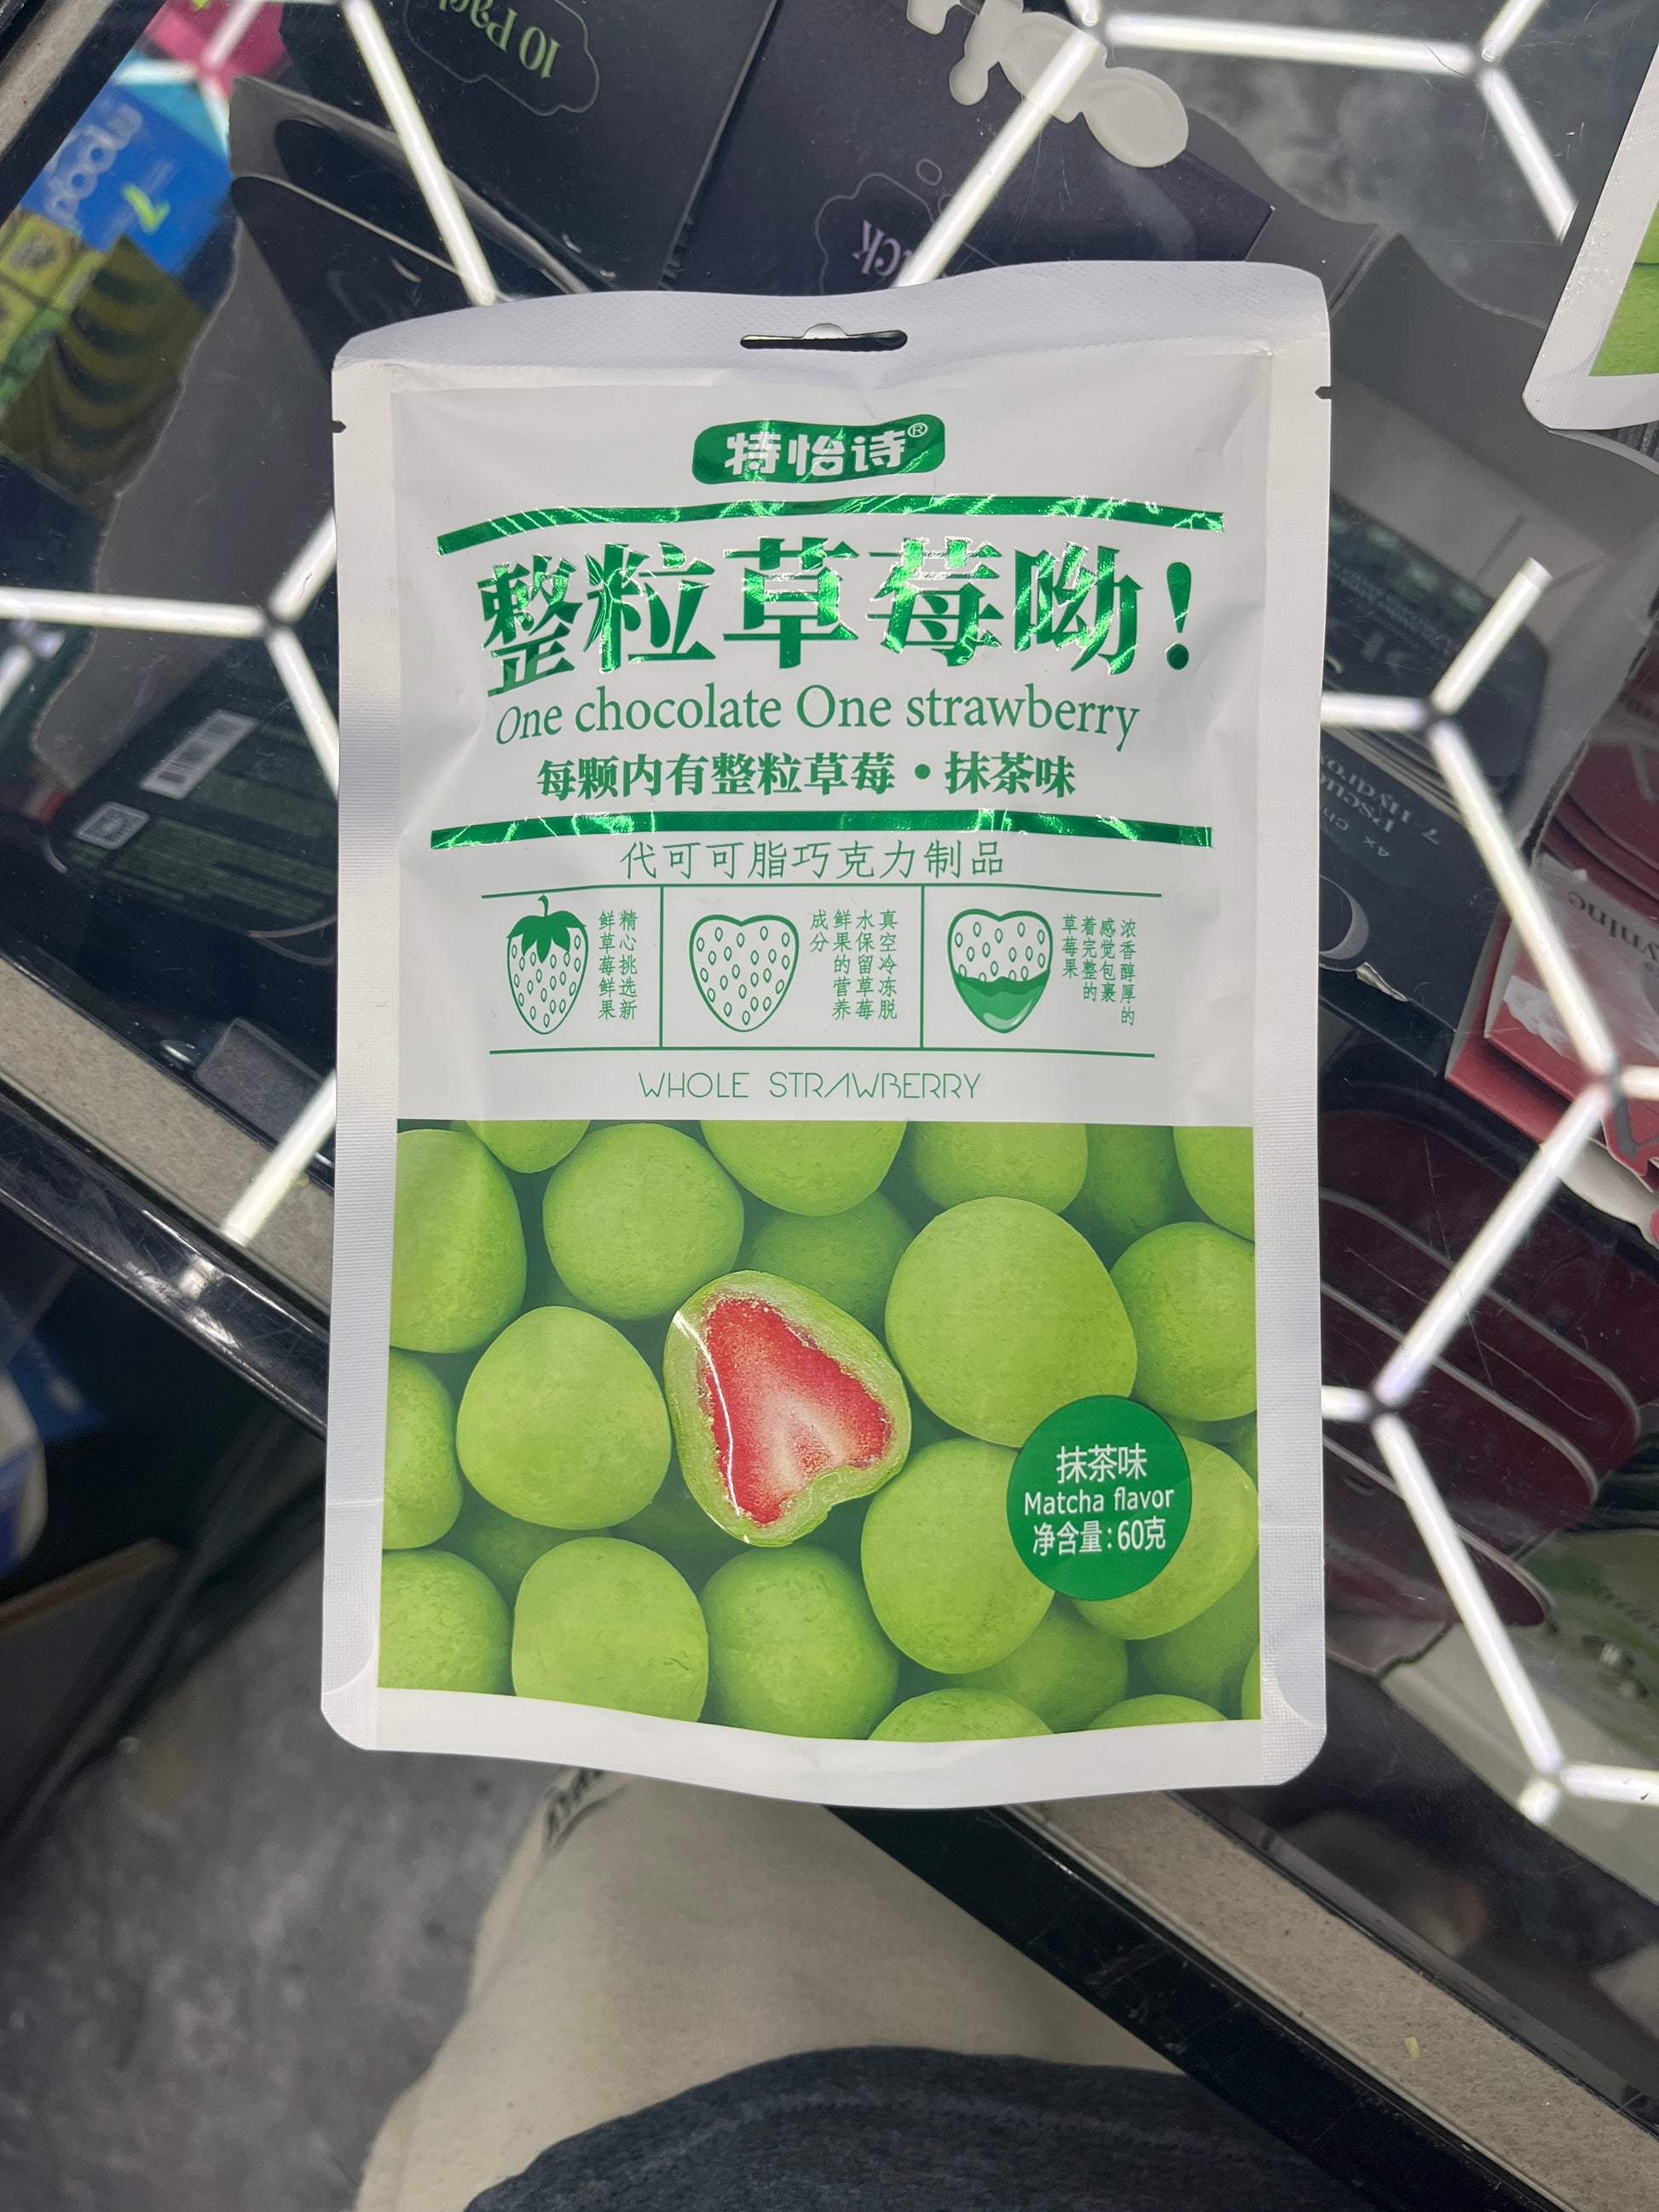 10 Pac
ck
特怡诗®
整粒草莓呦!
One chocolate One strawberry
每颗内有整粒草莓·抹茶味
代可可脂巧克力制品
精心挑选新
鲜草莓鲜果
真空冷冻脱
水保留草莓
鲜果的营养
成分
浓香醇厚的
感觉包裹
着完整的
草莓果
WHOLE STRAWBERRY
抹茶味
Matcha flavor
净含量:60克